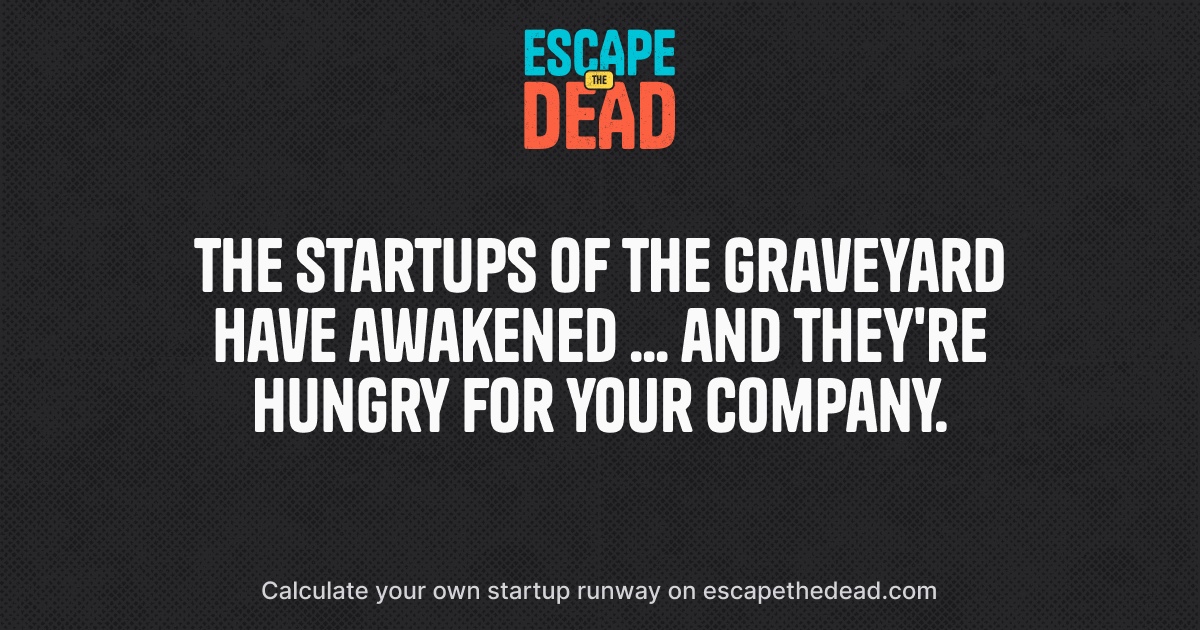 ESCAPE
THE
DEAD
THE STARTUPS OF THE GRAVEYARD
HAVE AWAKENED ... AND THEY'RE
HUNGRY FOR YOUR COMPANY.
Calculate your own startup runway on escapethedead.com